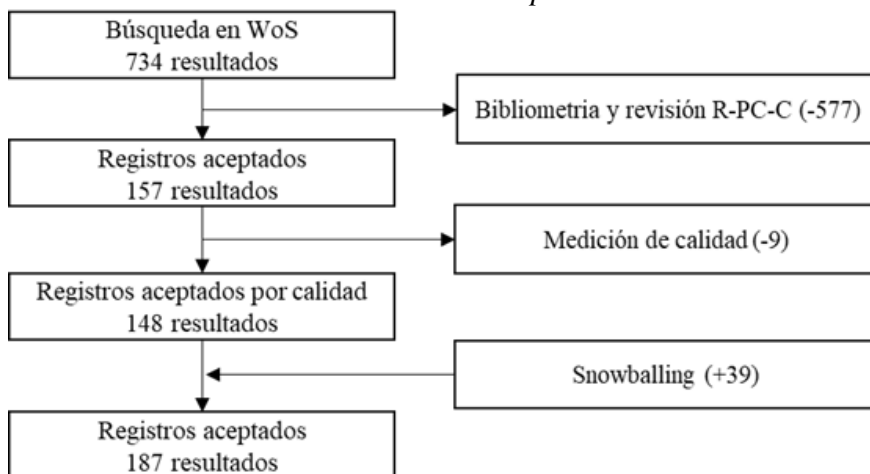 Búsqueda en WoS
734 resultados
Bibliometria y revisión R-PC-C (-577)
Registros aceptados
157 resultados
Medición de calidad (-9)
Registros aceptados por calidad
148 resultados
Snowballing (+39)
Registros aceptados
187 resultados